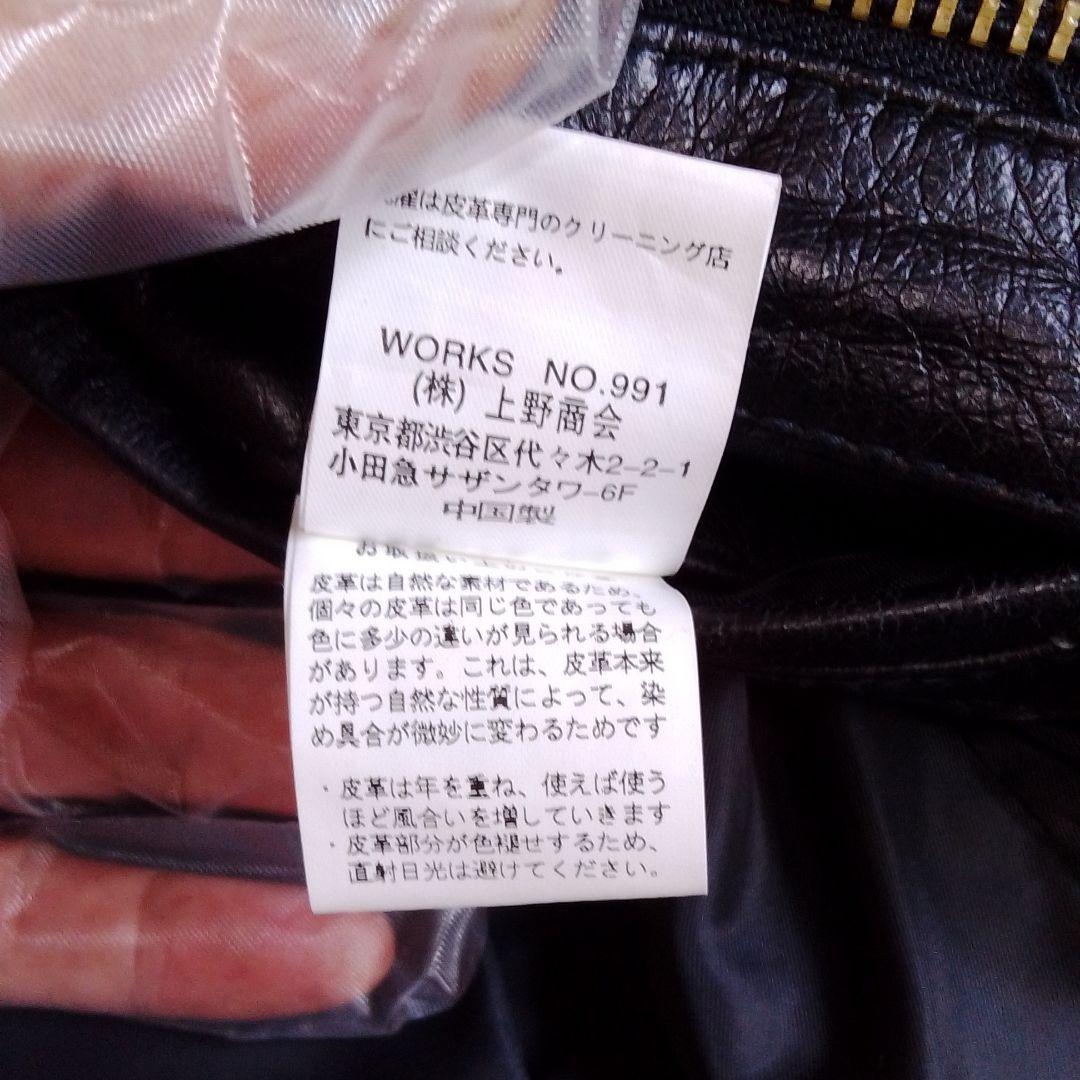 濯は皮革専門のクリーニング店
にご相談ください。
WORKS NO.991
(株) 上野商会
東京都渋谷区代々木2-2-1
小田急サザンタワー6F
中国製
お取扱い
皮革は自然な素材であるため、
個々の皮革は同じ色であっても
色に多少の違いが見られる場合
があります。これは、皮革本来
が持つ自然な性質によって、染
め具合が微妙に変わるためです
・皮革は年を重ね、使えば使う
ほど風合いを増していきます
・皮革部分が色褪せするため、
直射日光は避けてください。